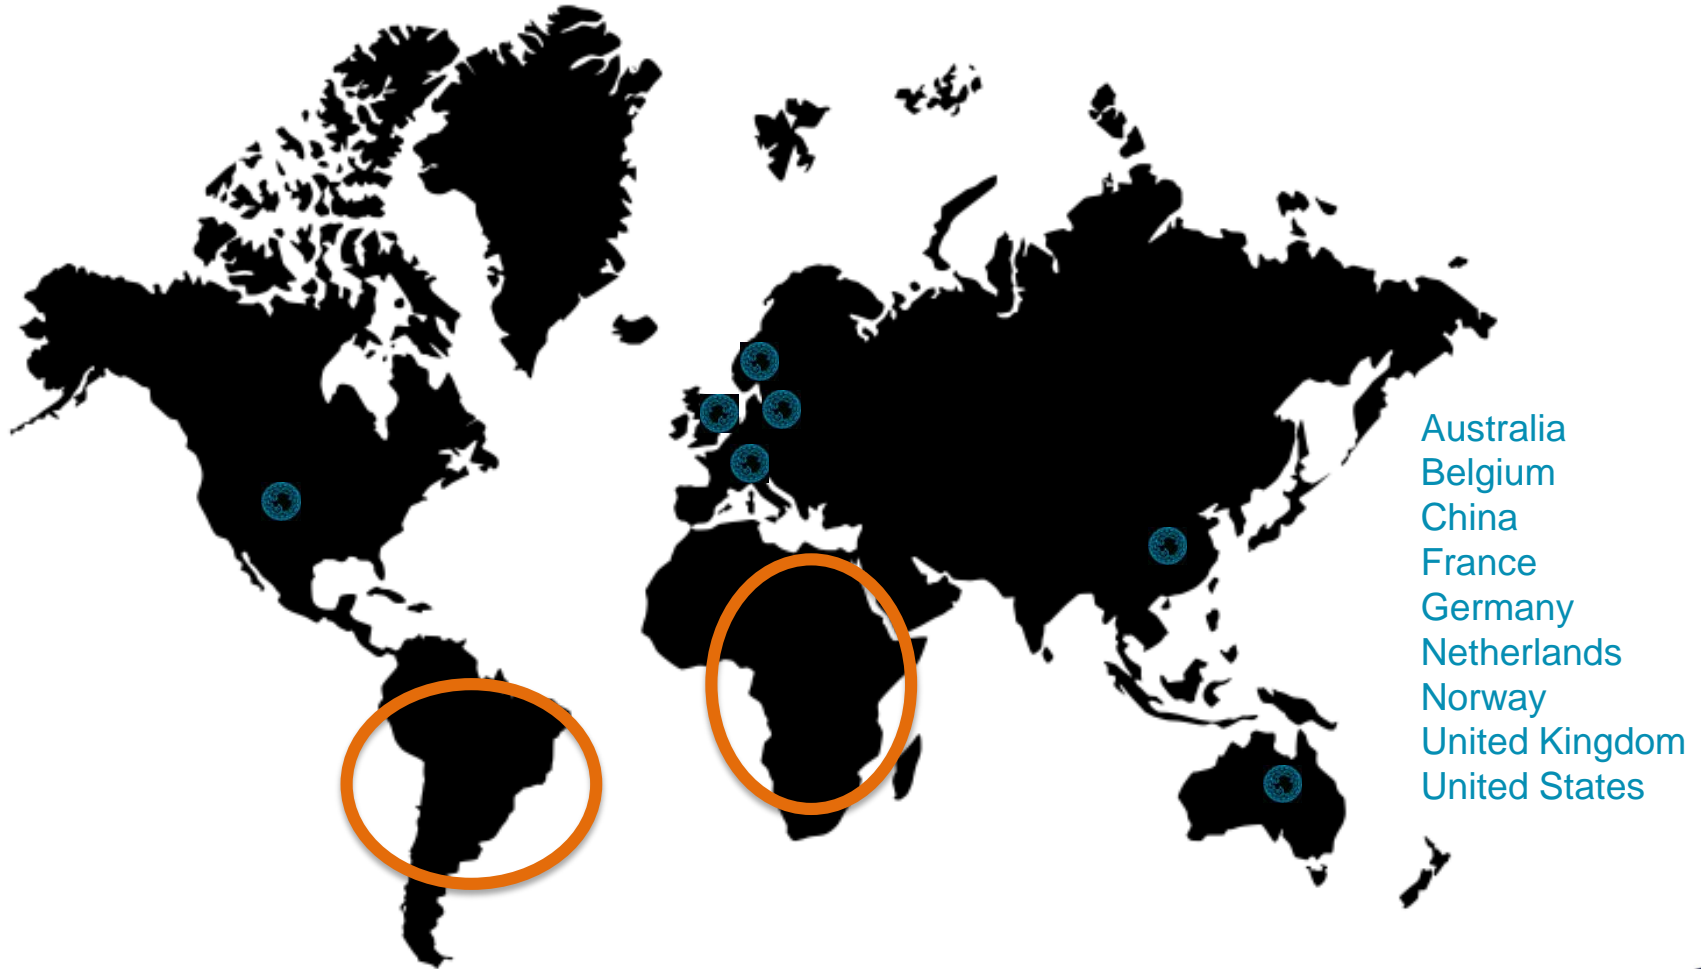 Australia
Belgium
China
France
Germany
Netherlands
Norway
United Kingdom
United States